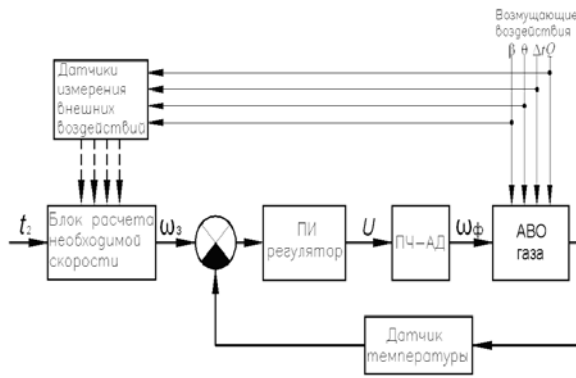 Возмущающие
воздействия
β θ Δt Q
Датчики
измерения
внешних
воздействий
t₂
Блок расчета
необходимой
скорости
ω₃
ПИ
регулятор
U
ПЧ-АД
ωф
АВО
газа
Датчик
температуры